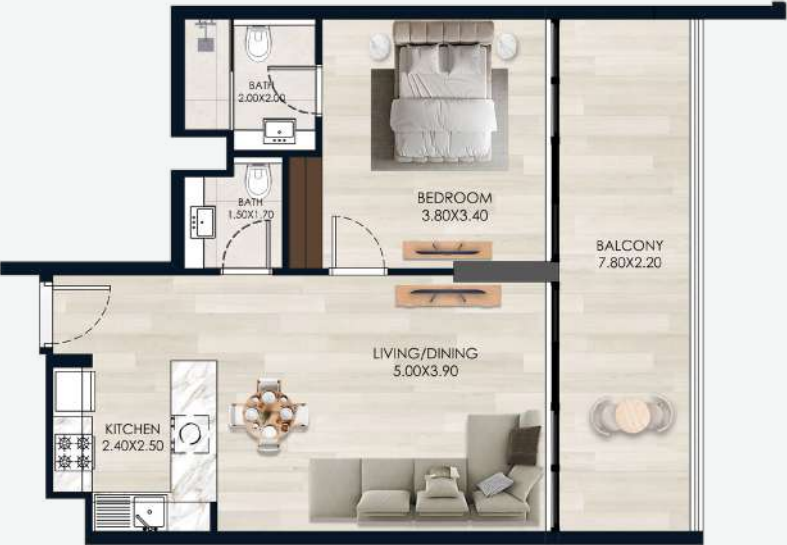 BATH
2.00X2.00
BATH
1.50X1.70
BEDROOM
3.80X3.40
BALCONY
7.80X2.20
LIVING/DINING
5.00X3.90
KITCHEN
2.40X2.50